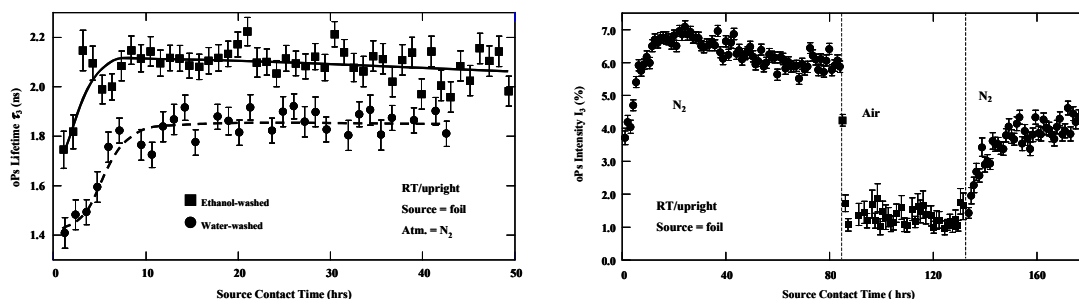 2.2
2.0
1.8
1.6
1.4
oPs Lifetime τ3 (ns)
Ethanol-washed
Water-washed
RT/upright
Source = foil
Atm. = N2
0 10 20 30 40 50
Source Contact Time (hrs)
7.0
6.0
5.0
4.0
3.0
2.0
1.0
0.0
oPs Intensity I3 (%)
N2
Air
N2
RT/upright
Source = foil
0 40 80 120 160
Source Contact Time ( hrs)